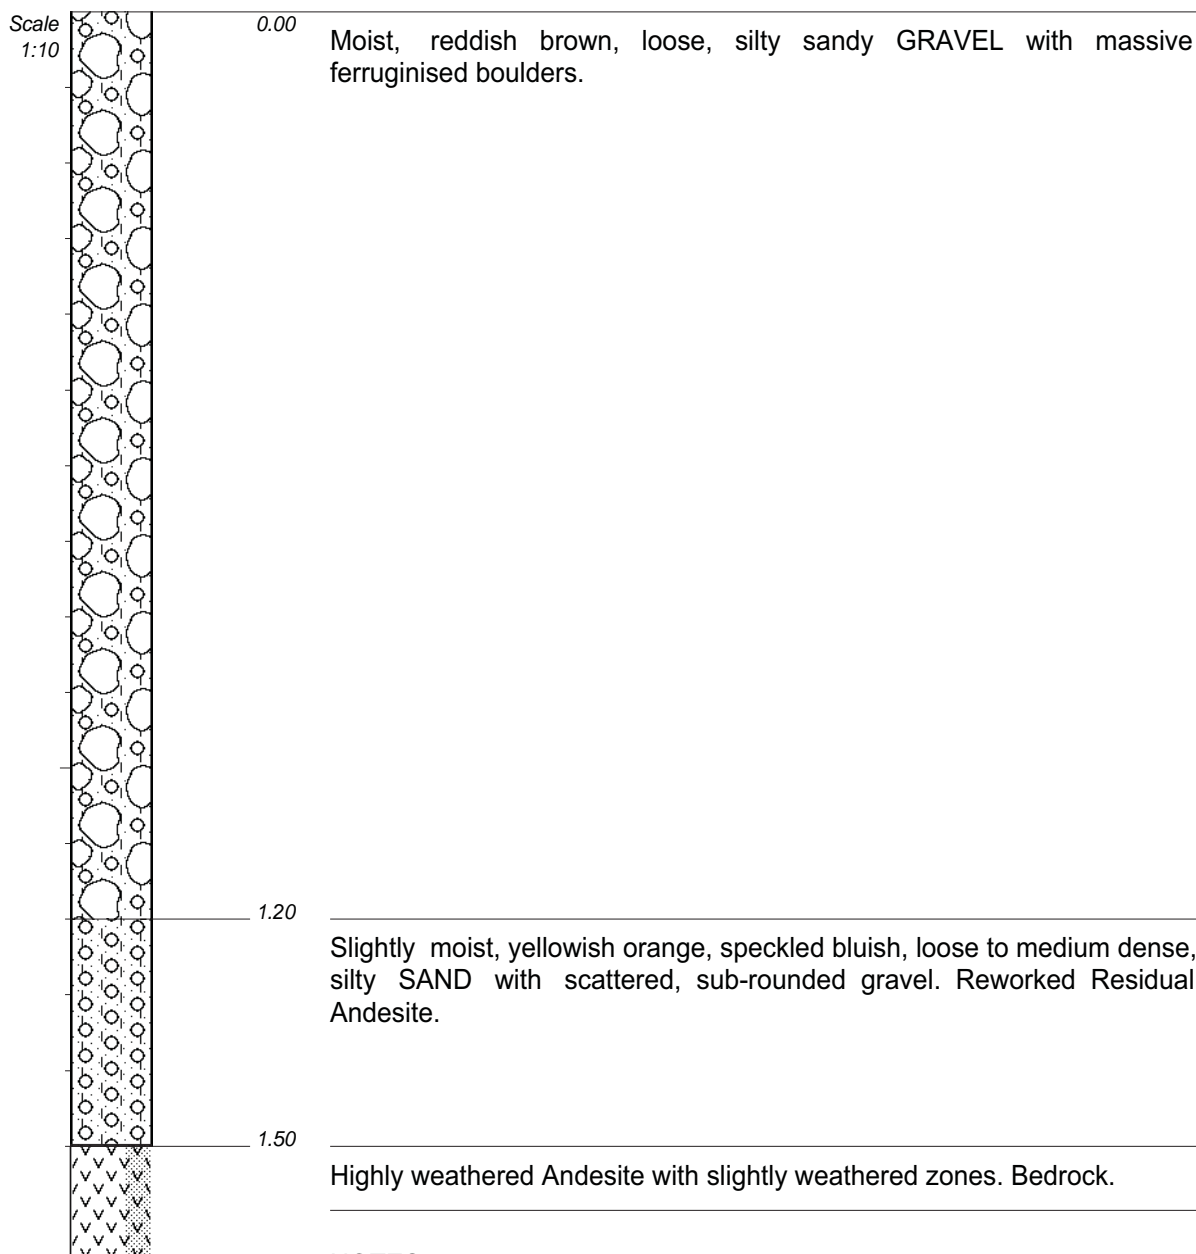 Scale
1:10
0.00
Moist, reddish brown, loose, silty sandy GRAVEL with massive
ferruginised boulders.
1.20
Slightly moist, yellowish orange, speckled bluish, loose to medium dense,
silty SAND with scattered, sub-rounded gravel. Reworked Residual
Andesite.
1.50
Highly weathered Andesite with slightly weathered zones. Bedrock.